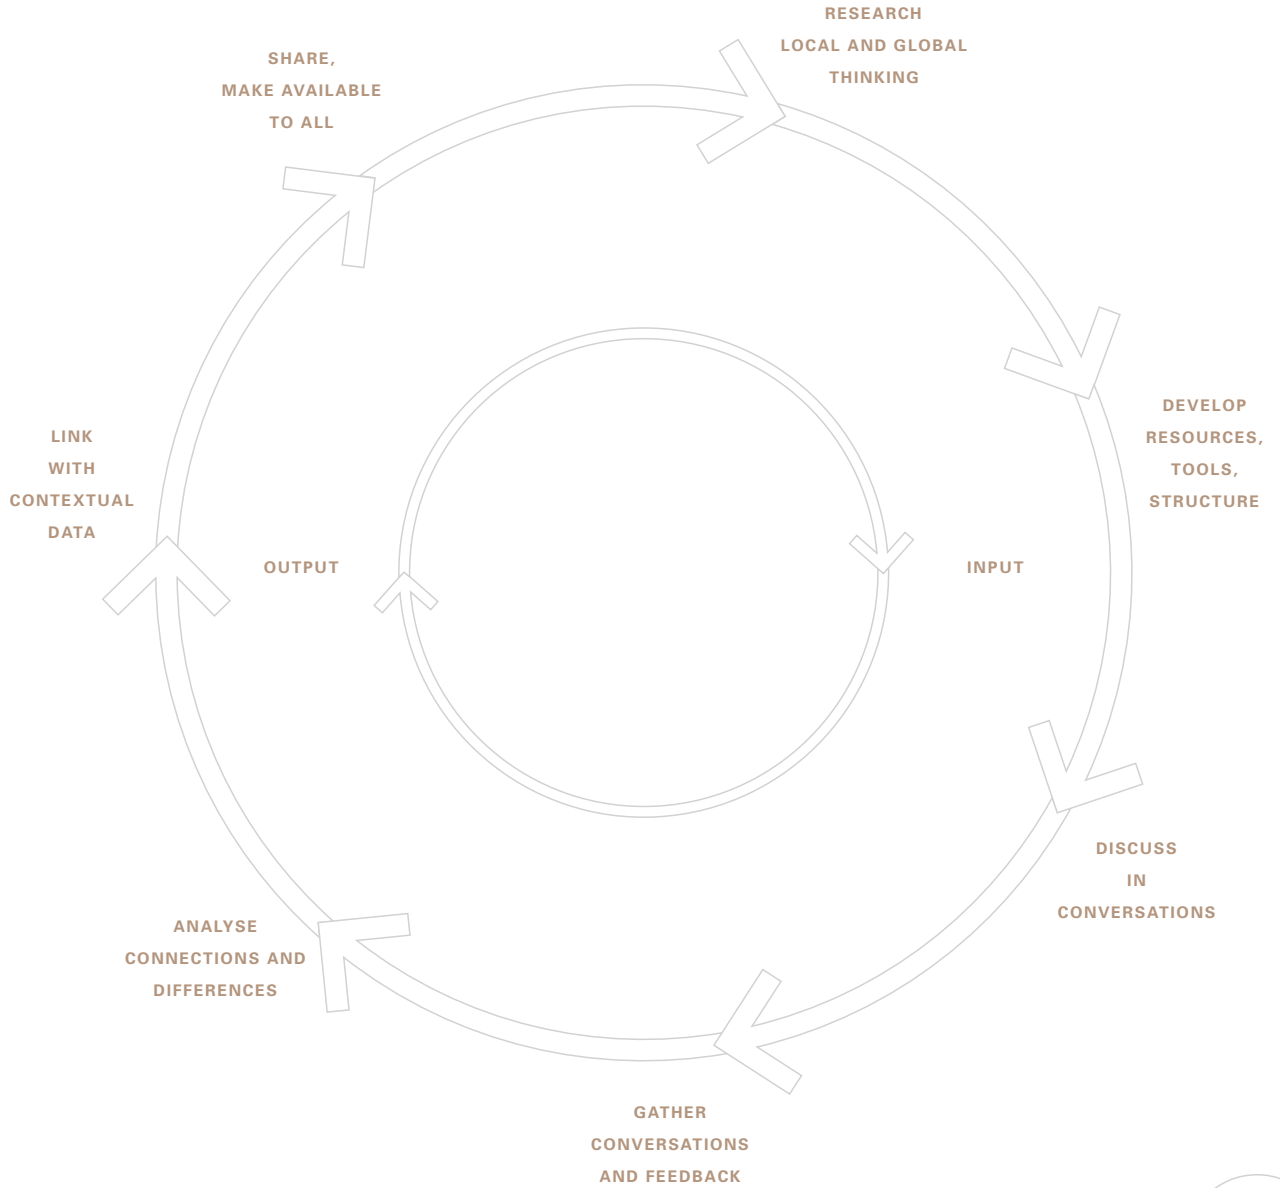 RESEARCH
LOCAL AND GLOBAL
THINKING
SHARE,
MAKE AVAILABLE
TO ALL
DEVELOP
RESOURCES,
TOOLS,
STRUCTURE
LINK
WITH
CONTEXTUAL
DATA
OUTPUT
INPUT
DISCUSS
IN
CONVERSATIONS
ANALYSE
CONNECTIONS AND
DIFFERENCES
GATHER
CONVERSATIONS
AND FEEDBACK